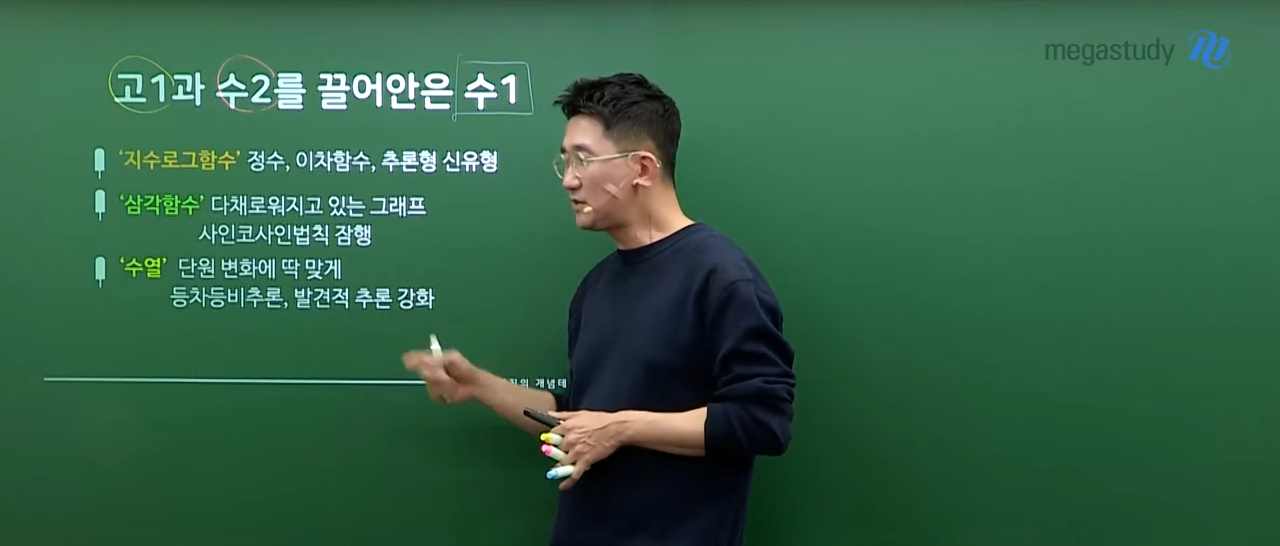 megastudy
고1과 수2를 끌어안은 수1
‘지수로그함수’ 정수, 이차함수, 추론형 신유형
‘삼각함수’ 다채로워지고 있는 그래프
사인코사인법칙 잠행
‘수열’ 단원 변화에 딱 맞게
등차등비추론, 발견적 추론 강화
개념테